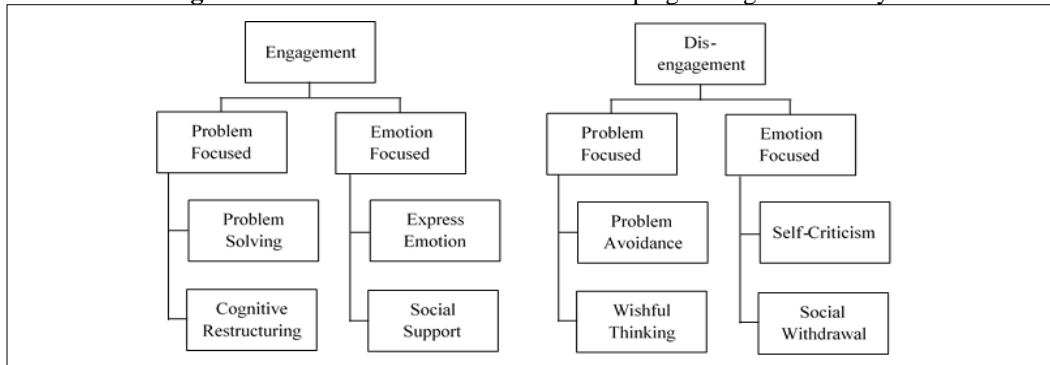 Engagement
Problem
Focused
Problem
Solving
Cognitive
Restructuring
Emotion
Focused
Express
Emotion
Social
Support
Dis-
engagement
Problem
Focused
Problem
Avoidance
Wishful
Thinking
Emotion
Focused
Self-Criticism
Social
Withdrawal